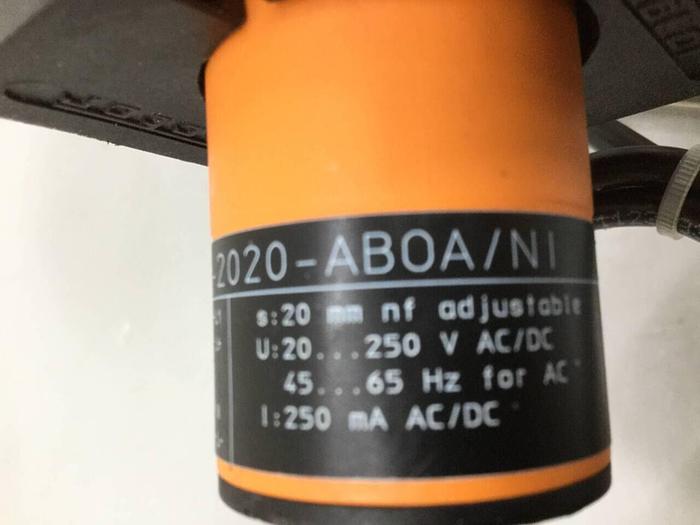 -2020-ABOA/NI
s:20 mm nf adjustable
U:20...250 V AC/DC
45...65 Hz for AC
I:250 mA AC/DC